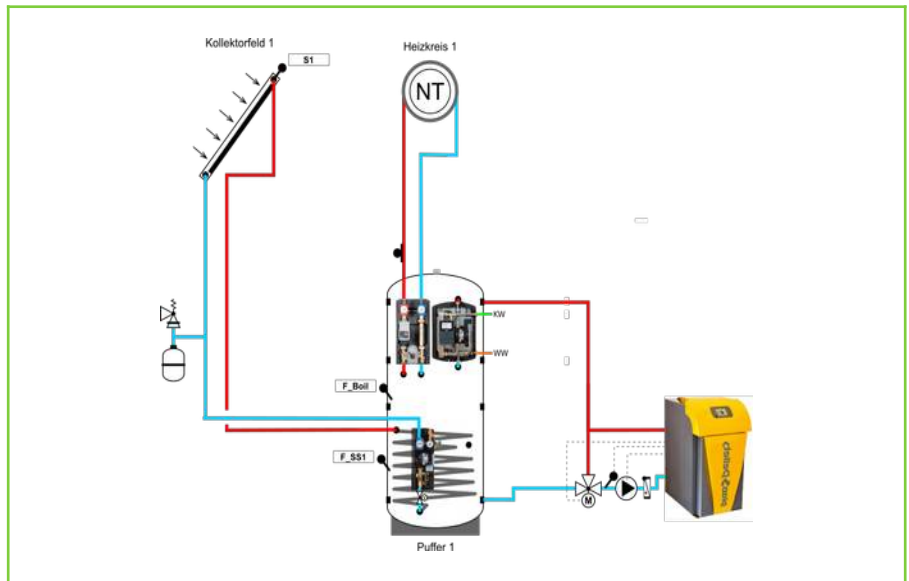 Kollektorfeld 1
S1
Heizkreis 1
NT
KW
WW
F_Boil
F_SS1
M
Puffer 1